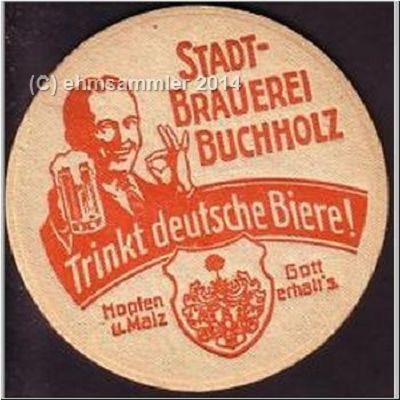 (C) ehmsammler 2014
STADT-
BRAUEREI
BUCHHOLZ
Trinkt deutsche Biere!
Hopfen
u. Malz
Gott
erhalt's.